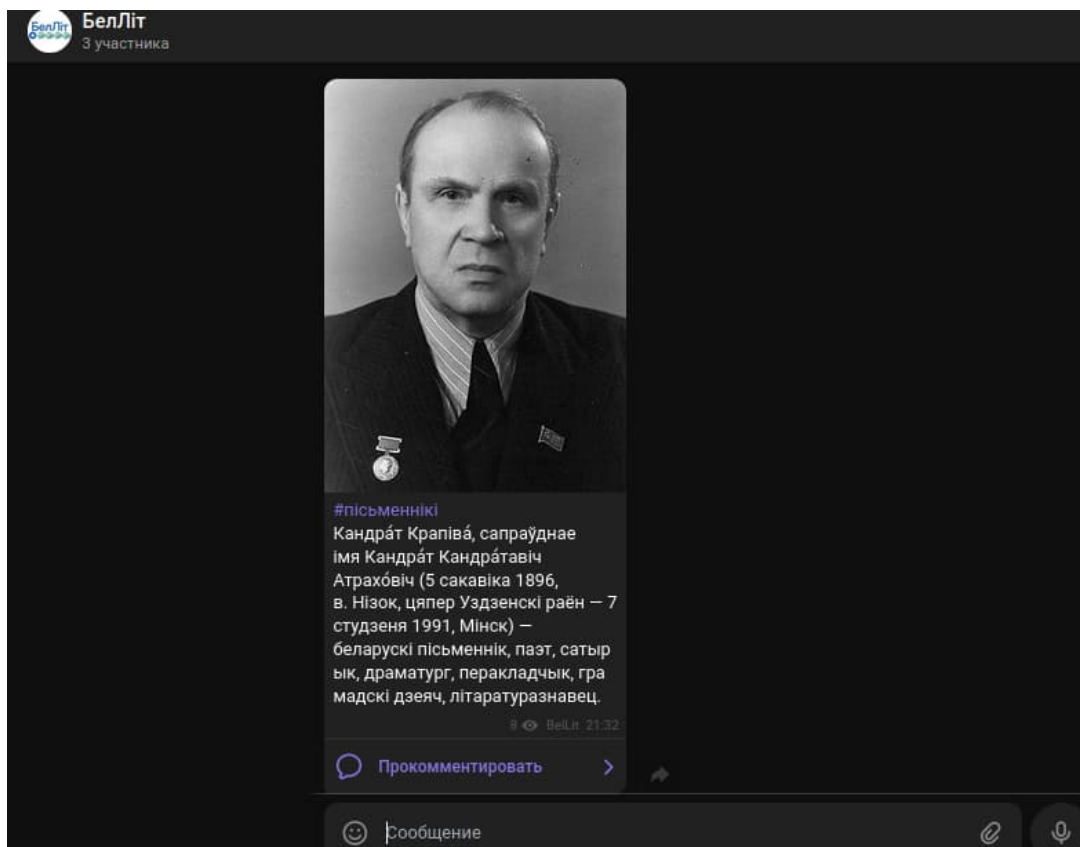 БелЛіт
БелЛіт
3 участника
#пісьменнікі
Кандра́т Крапіва́, сапраўднае
імя Кандра́т Кандра́тавіч
Атрахо́віч (5 сакавіка 1896,
в. Нізок, цяпер Уздзенскі раён — 7
студзеня 1991, Мінск) —
беларускі пісьменнік, паэт, сатыр
ык, драматург, перакладчык, гра
мадскі дзеяч, літаратуразнавец.
8 BelLit 21:32
Прокомментировать
Сообщение